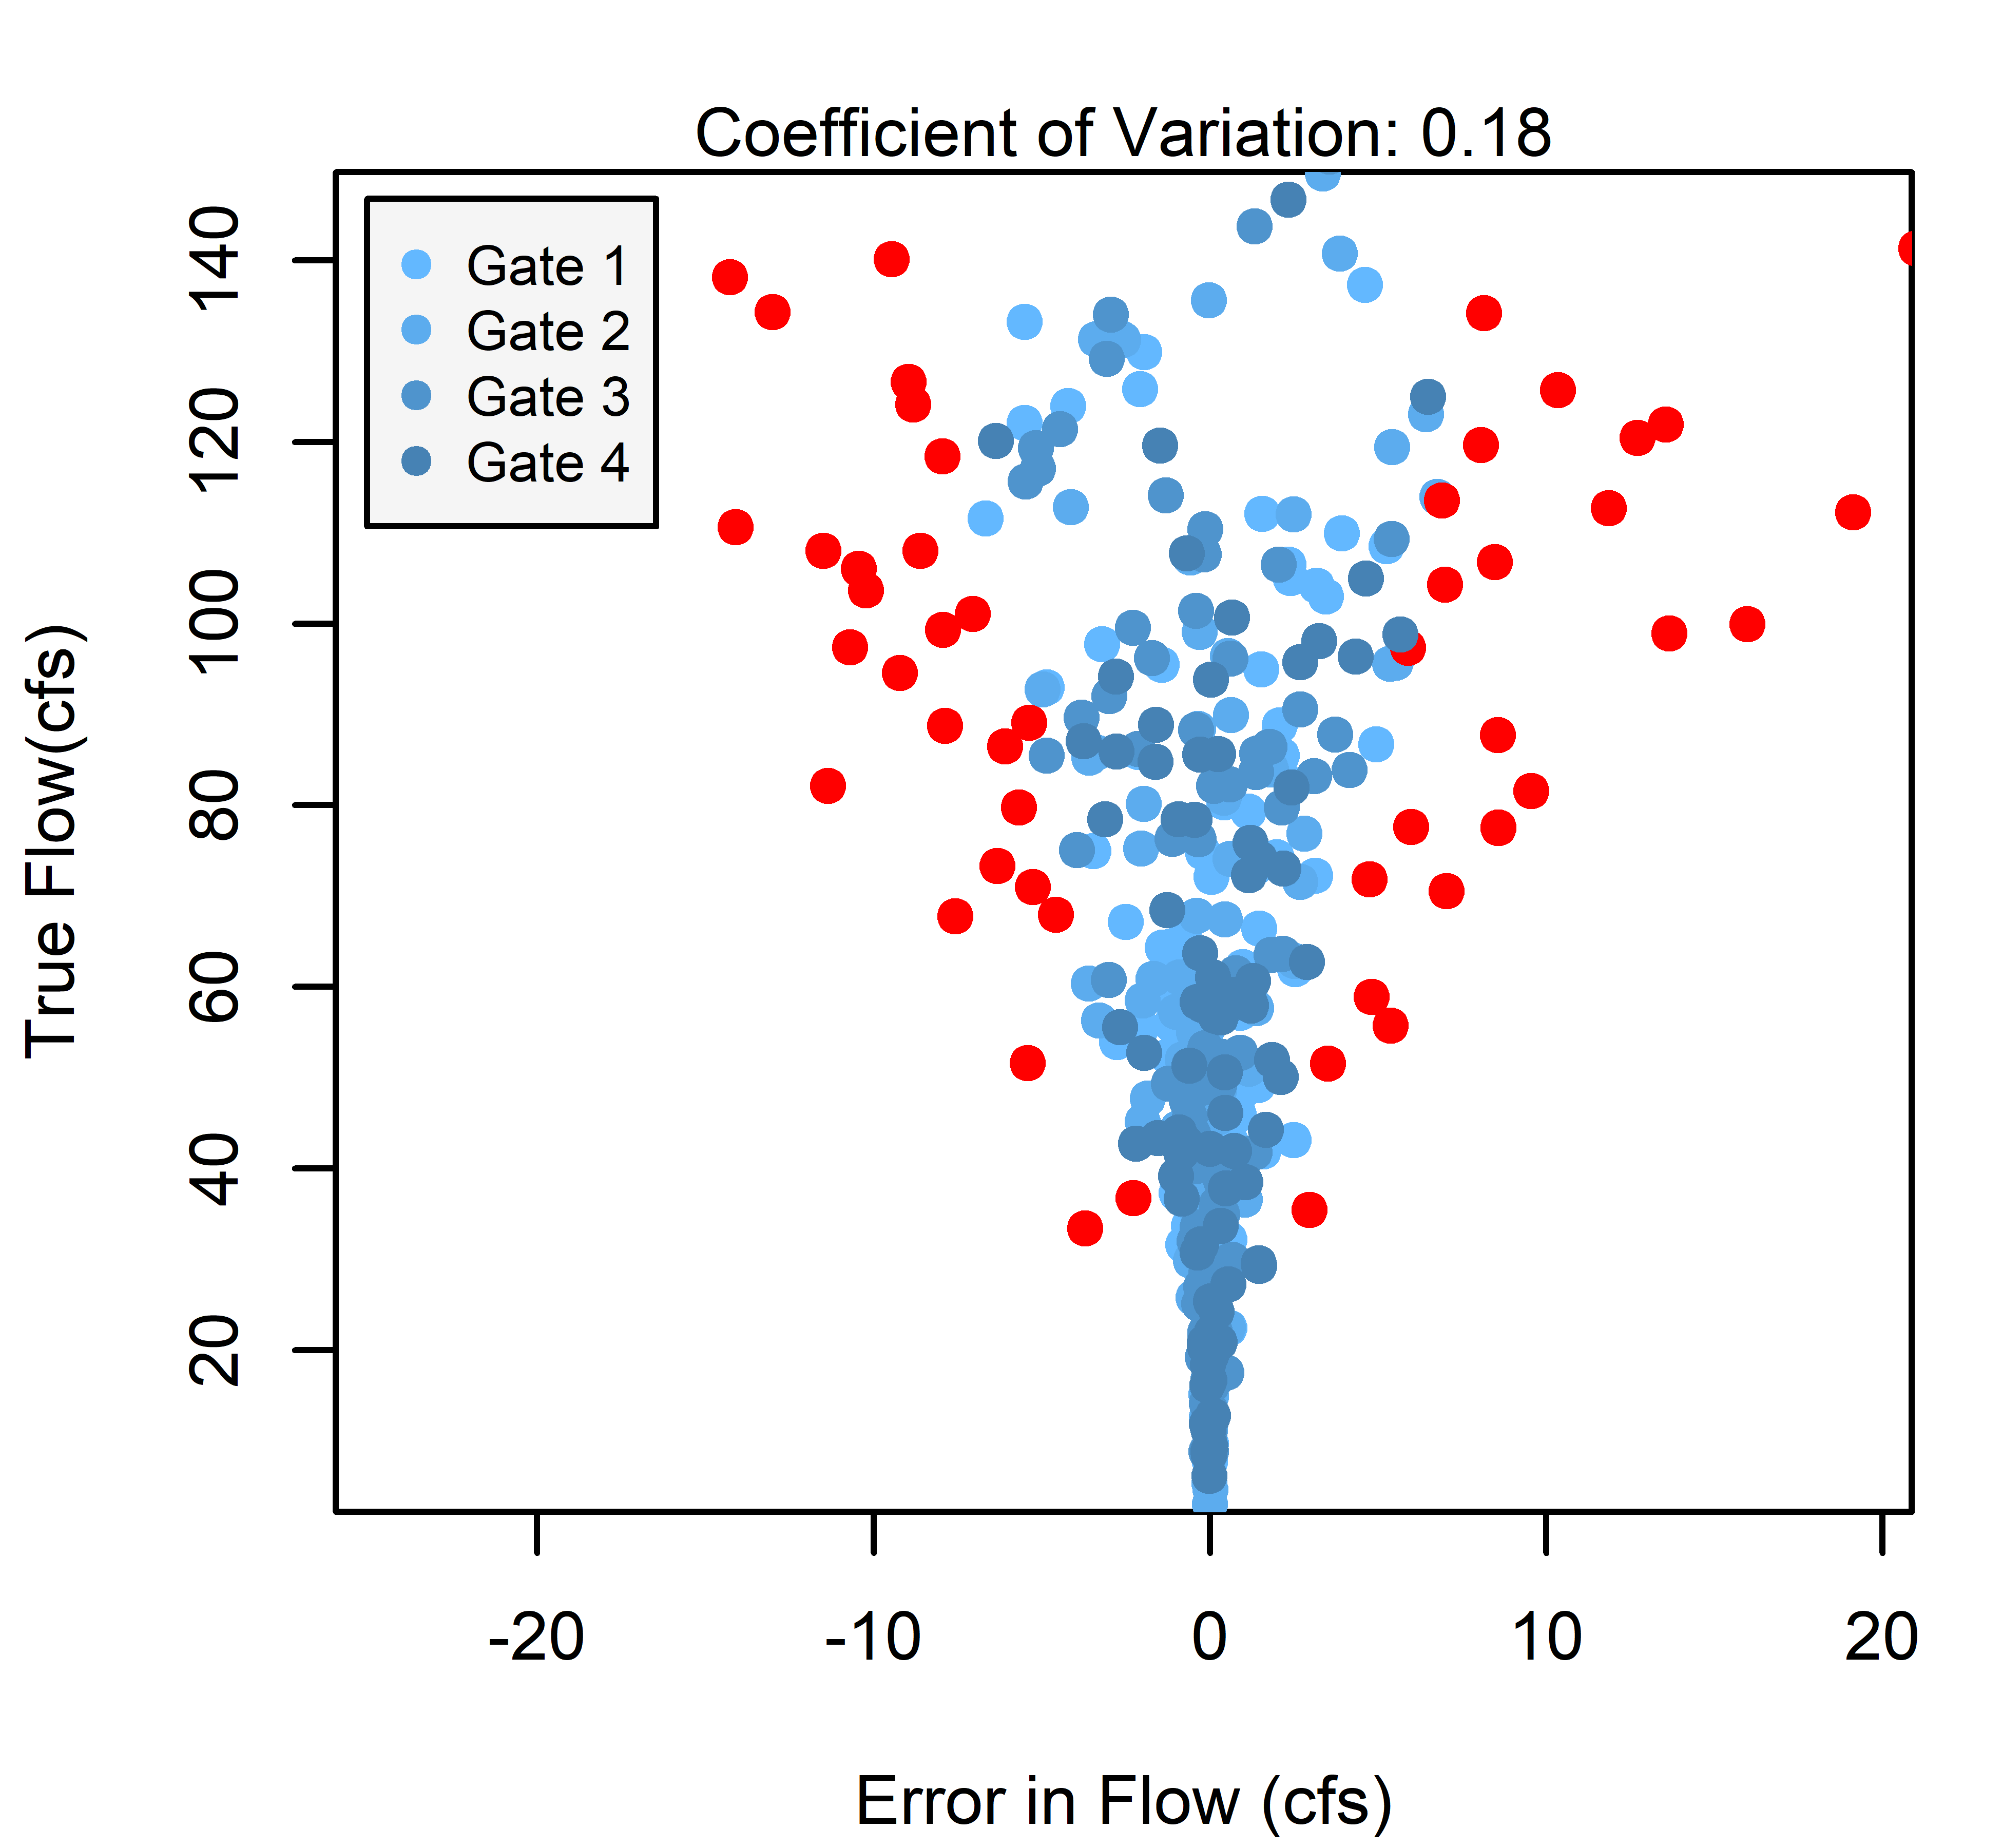 Coefficient of Variation: 0.18
Gate 1
Gate 2
Gate 3
Gate 4
True Flow(cfs)
140
120
100
80
60
40
20
-20 -10 0 10 20
Error in Flow (cfs)